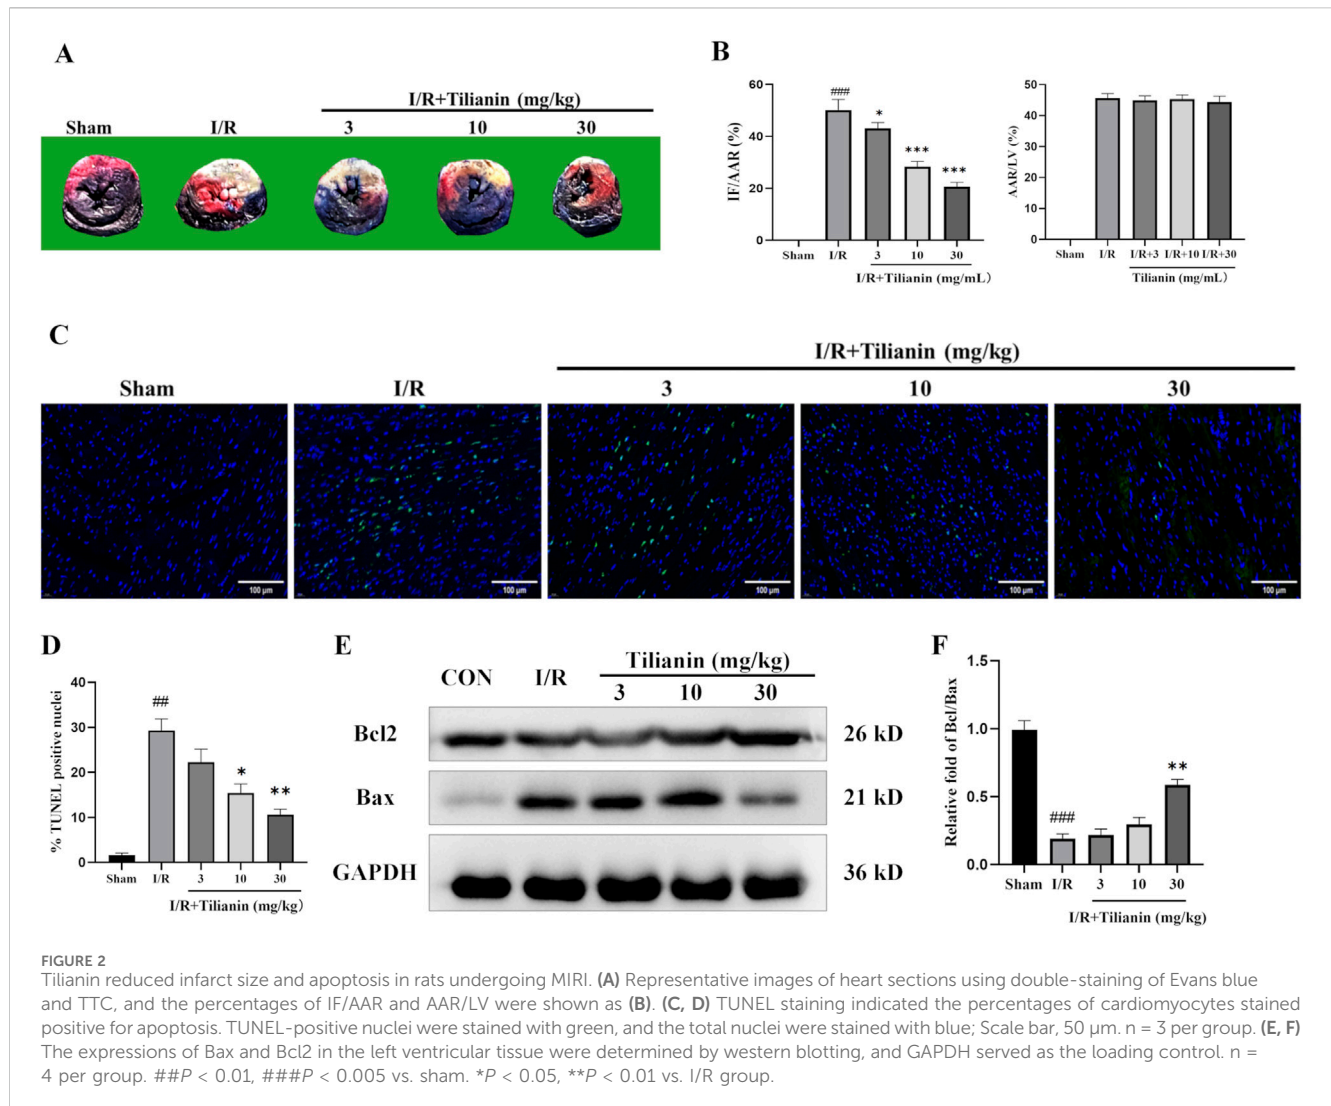 A
I/R+Tilianin (mg/kg)
Sham I/R 3 10 30
B
IF/AAR (%)
60
40
20
0
###
*
***
***
Sham I/R 3 10 30
I/R+Tilianin (mg/mL)
AAR/LV (%)
50
40
30
20
10
0
Sham I/R I/R+3 I/R+10 I/R+30
Tilianin (mg/mL)
C
I/R+Tilianin (mg/kg)
Sham I/R 3 10 30
100 μm 100 μm 100 μm 100 μm 100 μm
D
% TUNEL positive nuclei
40
30
20
10
0
##
*
**
Sham I/R 3 10 30
I/R+Tilianin (mg/kg)
E
Tilianin (mg/kg)
CON I/R 3 10 30
Bcl2 26 kD
Bax 21 kD
GAPDH 36 kD
F
Relative fold of Bcl/Bax
1.5
1.0
0.5
0.0
###
**
Sham I/R 3 10 30
I/R+Tilianin (mg/kg)
FIGURE 2
Tilianin reduced infarct size and apoptosis in rats undergoing MIRI. (A) Representative images of heart sections using double-staining of Evans blue
and TTC, and the percentages of IF/AAR and AAR/LV were shown as (B). (C, D) TUNEL staining indicated the percentages of cardiomyocytes stained
positive for apoptosis. TUNEL-positive nuclei were stained with green, and the total nuclei were stained with blue; Scale bar, 50 μm. n = 3 per group. (E, F)
The expressions of Bax and Bcl2 in the left ventricular tissue were determined by western blotting, and GAPDH served as the loading control. n =
4 per group. ##P < 0.01, ###P < 0.005 vs. sham. *P < 0.05, **P < 0.01 vs. I/R group.